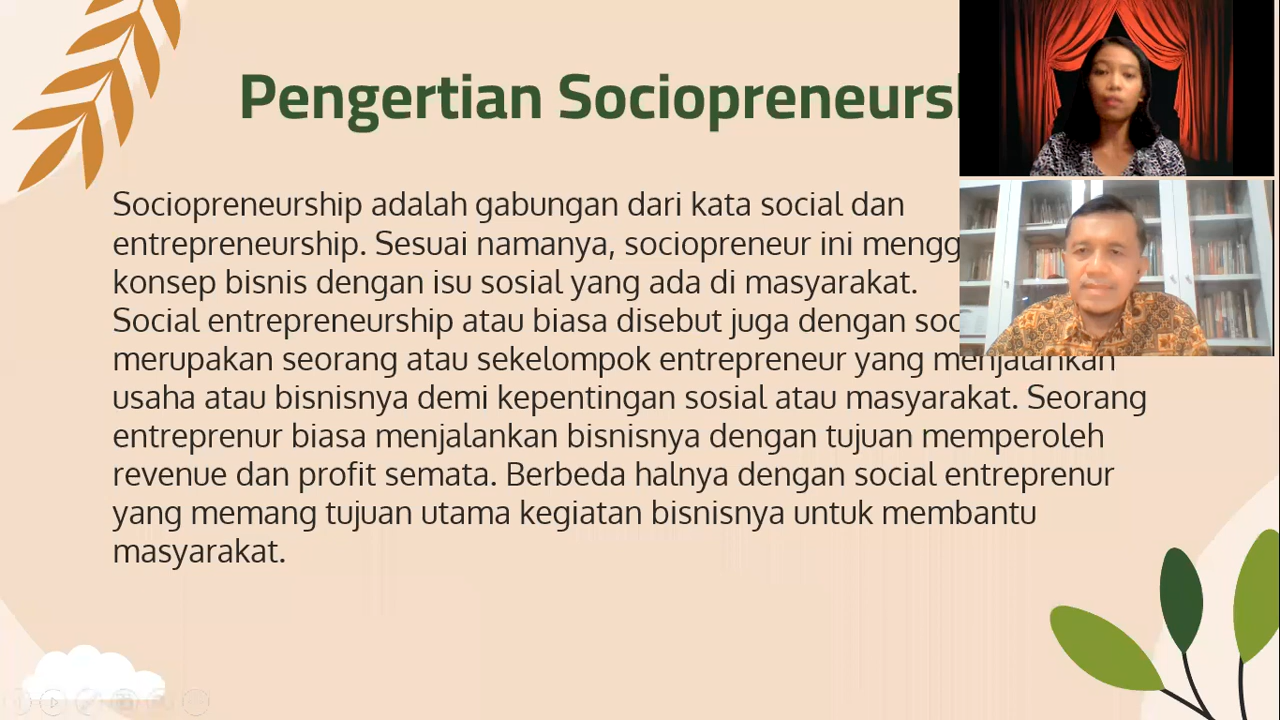 Pengertian
Sociopreneurship adalah gabungan dari kata social dan
entrepreneurship. Sesuai namanya, sociopreneur ini
konsep bisnis dengan isu sosial yang ada di masyarakat.
Social entrepreneurship atau biasa disebut juga dengan
merupakan seorang atau sekelompok entrepreneur yang menjalankan
usaha atau bisnisnya demi kepentingan sosial atau masyarakat. Seorang
entreprenur biasa menjalankan bisnisnya dengan tujuan memperoleh
revenue dan profit semata. Berbeda halnya dengan social entreprenur
yang memang tujuan utama kegiatan bisnisnya untuk membantu
masyarakat.